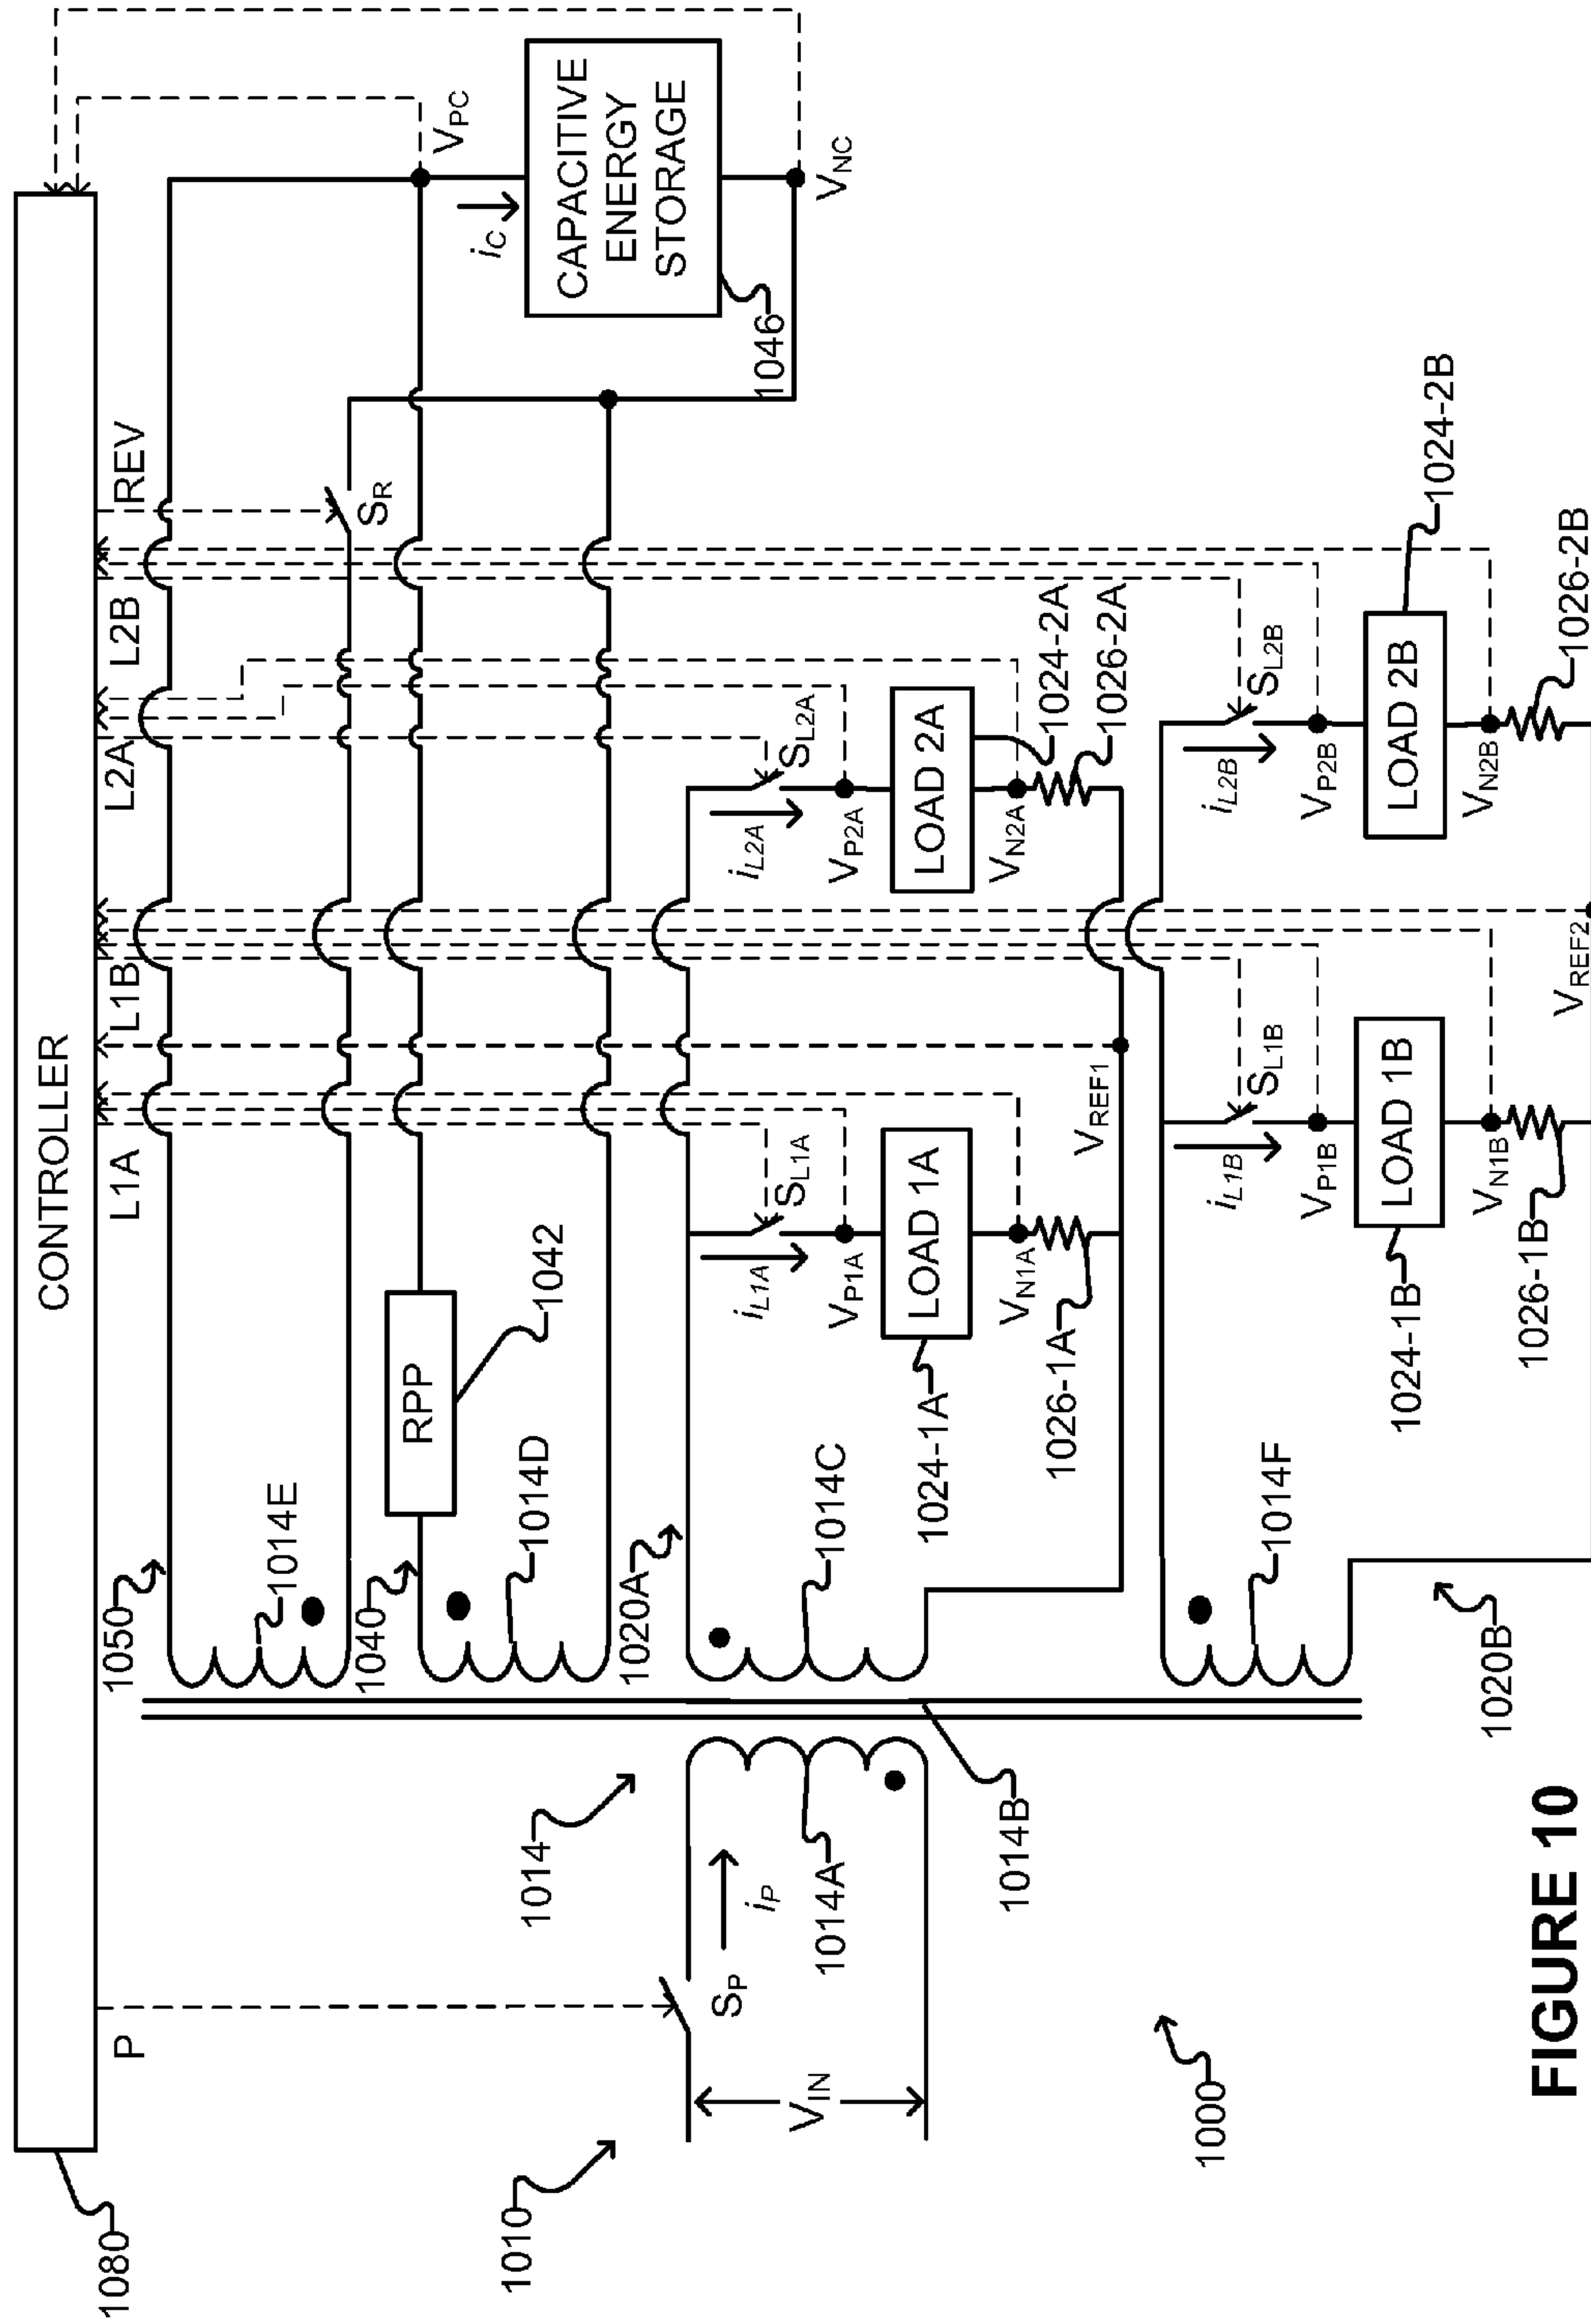 CONTROLLER
1080
P
L1A
L1B
L2A
L2B
REV
1050
1014E
S_R
V_PC
i_C
CAPACITIVE
ENERGY
STORAGE
1046
V_NC
1040
RPP
1042
1014D
1020A
1010
V_IN
S_P
i_P
1014
1014A
1014B
1014C
i_L1A
S_L1A
V_P1A
LOAD 1A
1024-1A
V_N1A
1026-1A
V_REF1
i_L2A
S_L2A
V_P2A
LOAD 2A
1024-2A
V_N2A
1026-2A
1014F
1020B
i_L1B
S_L1B
V_P1B
LOAD 1B
1024-1B
V_N1B
1026-1B
V_REF2
i_L2B
S_L2B
V_P2B
LOAD 2B
1024-2B
V_N2B
1026-2B
1000
FIGURE 10